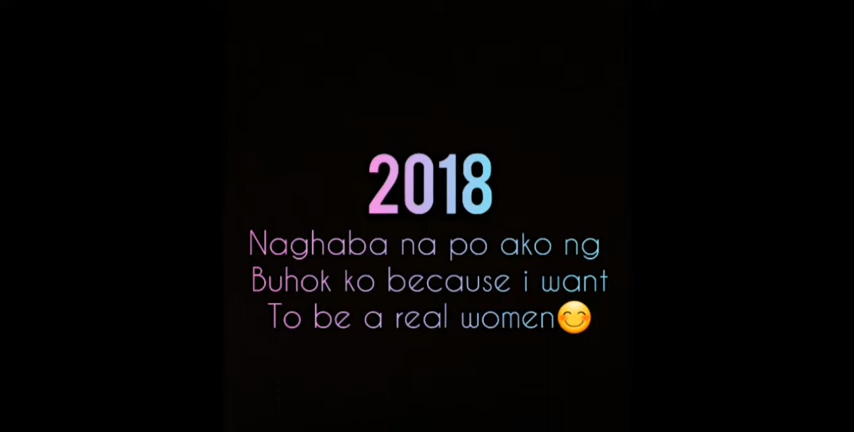 2018
Naghaba na po ako ng
Buhok ko because i want
To be a real women😊